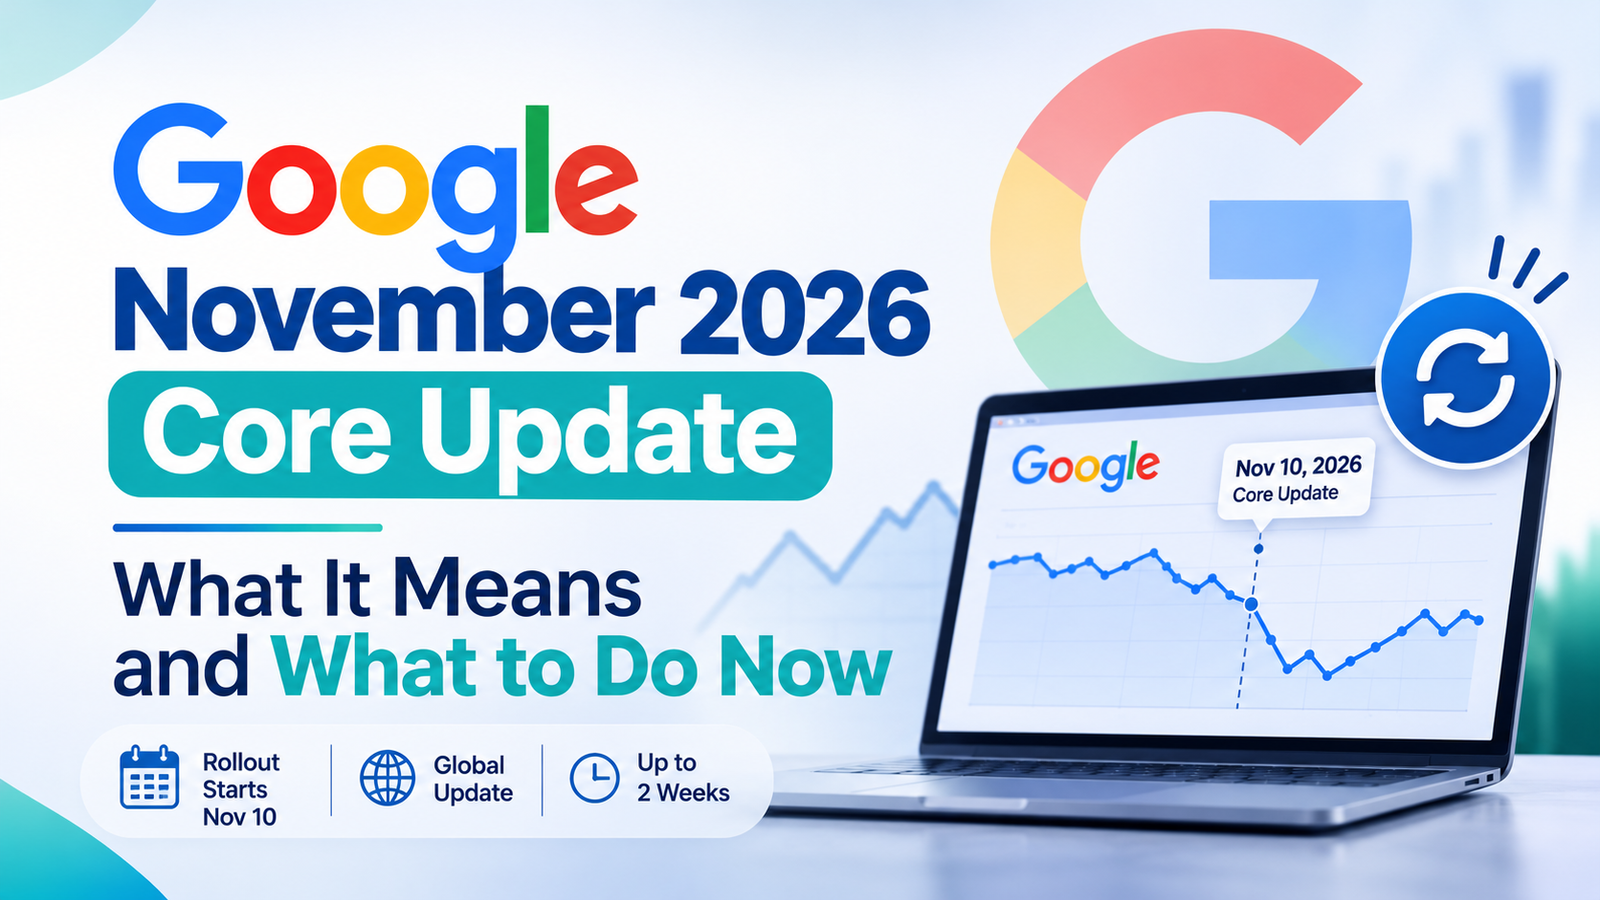 Google
November 2026
Core Update
What It Means
and What to Do Now
Rollout
Starts
Nov 10
Global
Update
Up to
2 Weeks
Google
Nov 10, 2026
Core Update